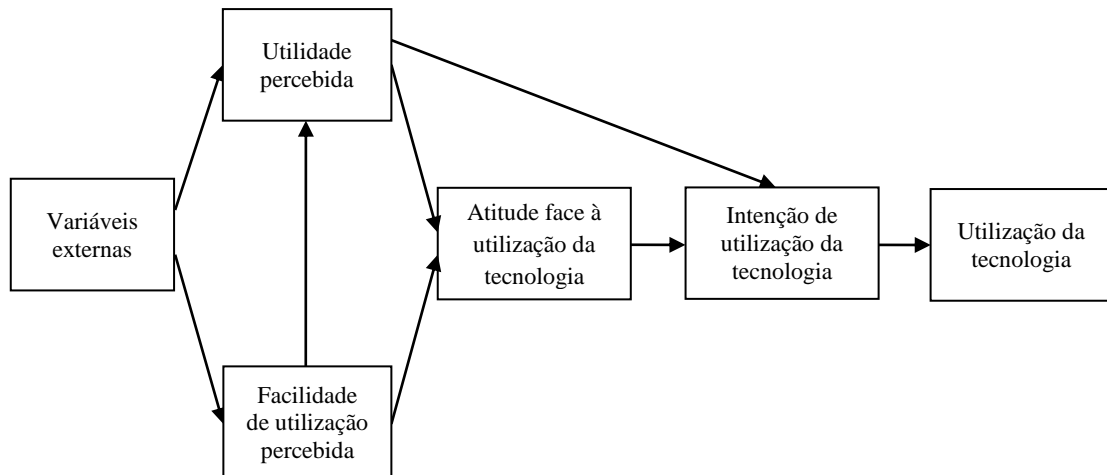 Utilidade
percebida
Variáveis
externas
Atitude face à
utilização da
tecnologia
Intenção de
utilização da
tecnologia
Utilização da
tecnologia
Facilidade
de utilização
percebida